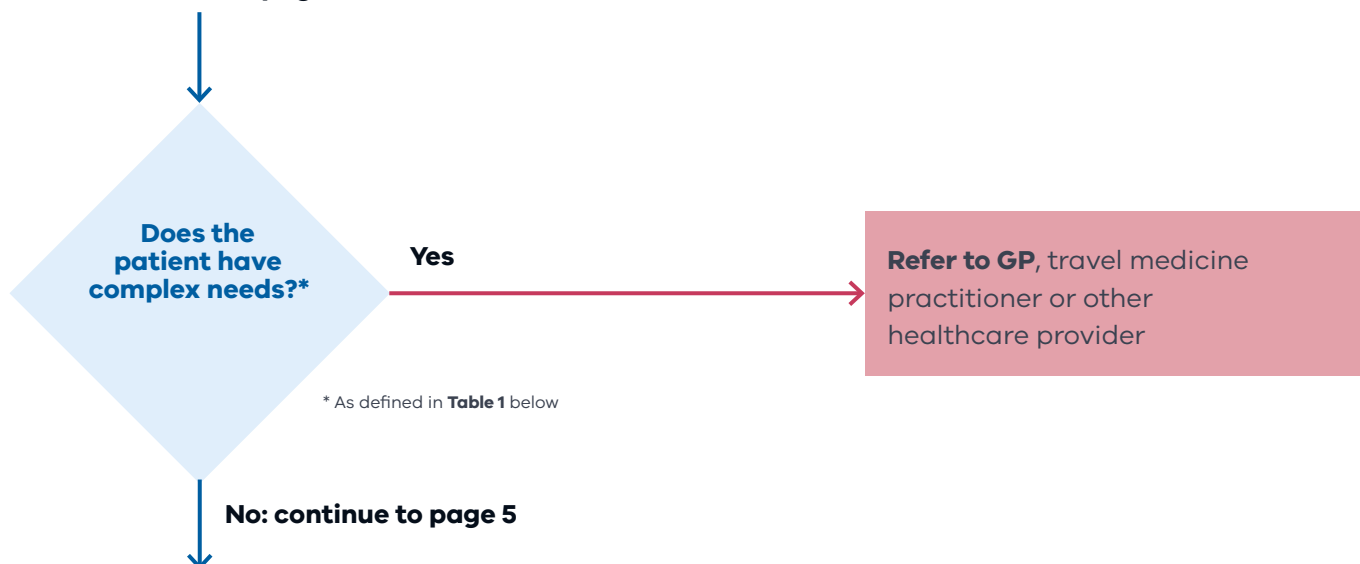 Does the
patient have
complex needs?*
Yes
Refer to GP, travel medicine
practitioner or other
healthcare provider
* As defined in Table 1 below
No: continue to page 5